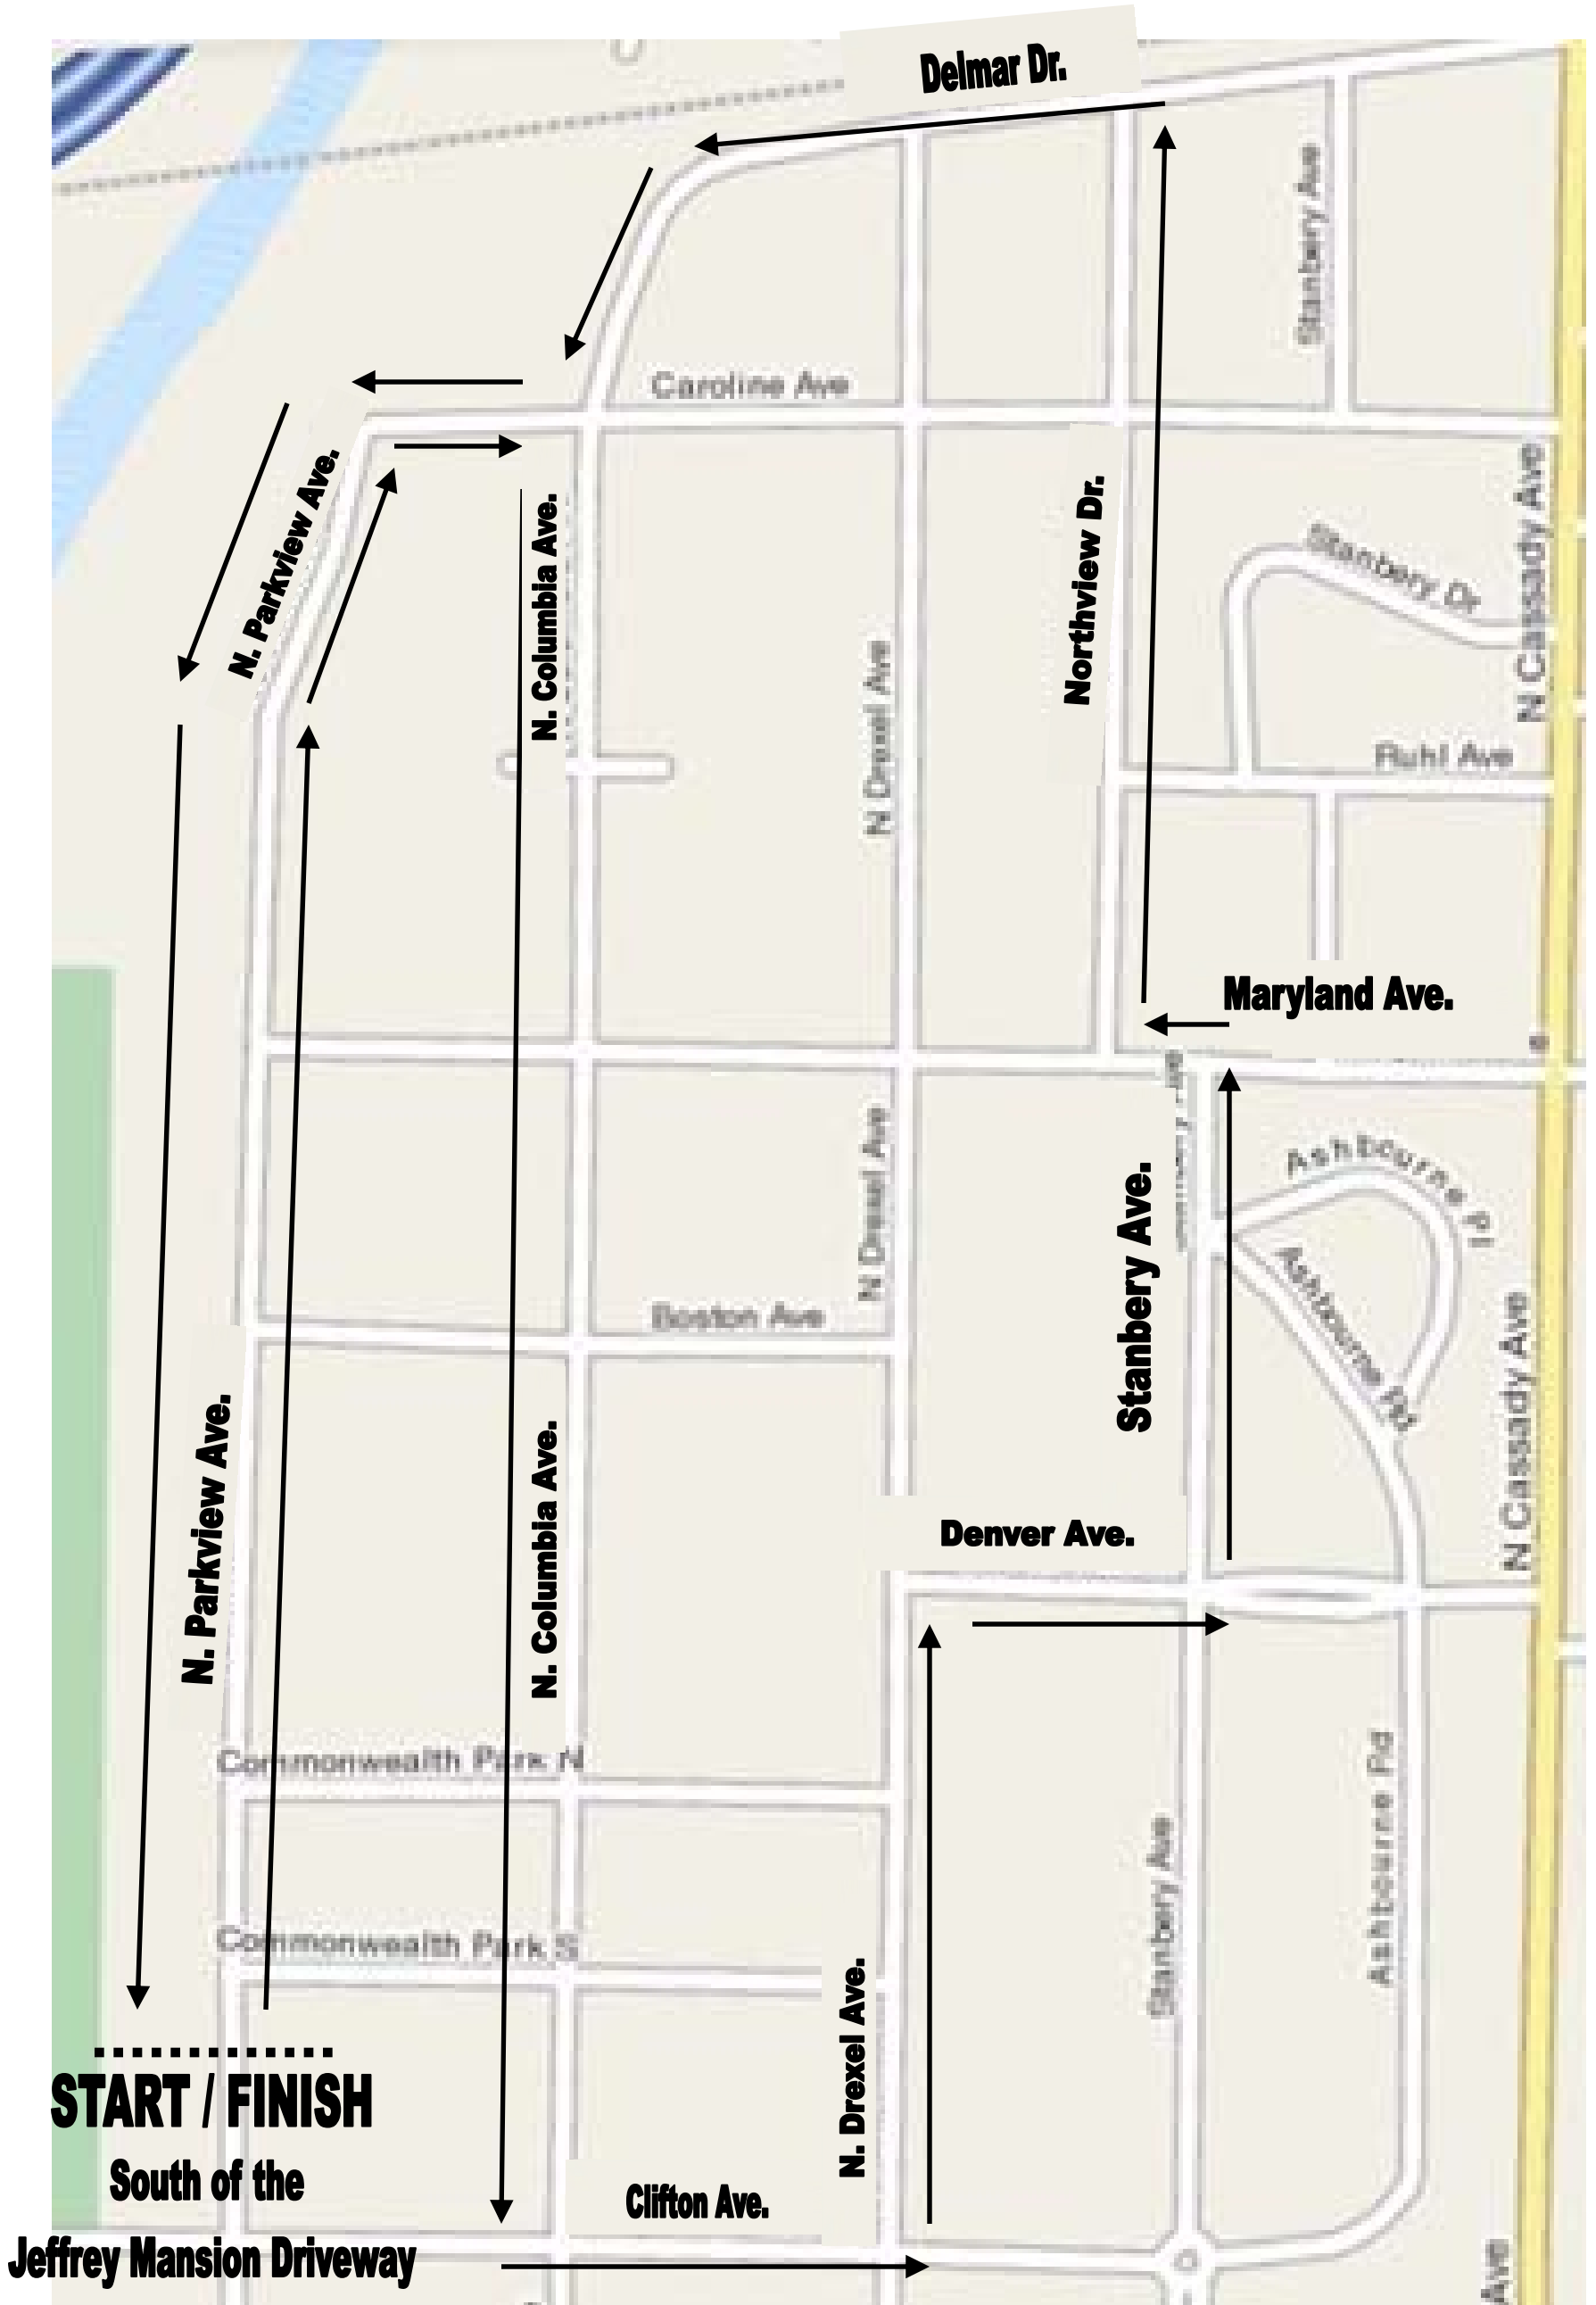 Delmar Dr.
Stanbery Ave
Caroline Ave
N. Parkview Ave.
N. Columbia Ave.
Northview Dr.
N Cassady Ave
Stanbery Dr
N Drexel Ave
Ruhl Ave
Maryland Ave.
e
Ashbourne Pl
N Drexel Ave
Stanbery Ave.
Ashbourne Rd
Boston Ave
N Cassady Ave
N. Parkview Ave.
N. Columbia Ave.
Denver Ave.
Commonwealth Park N
Ashbourne Rd
Stanbery Ave
Commonwealth Park S
N. Drexel Ave.
START / FINISH
South of the
Clifton Ave.
Jeffrey Mansion Driveway
Ave